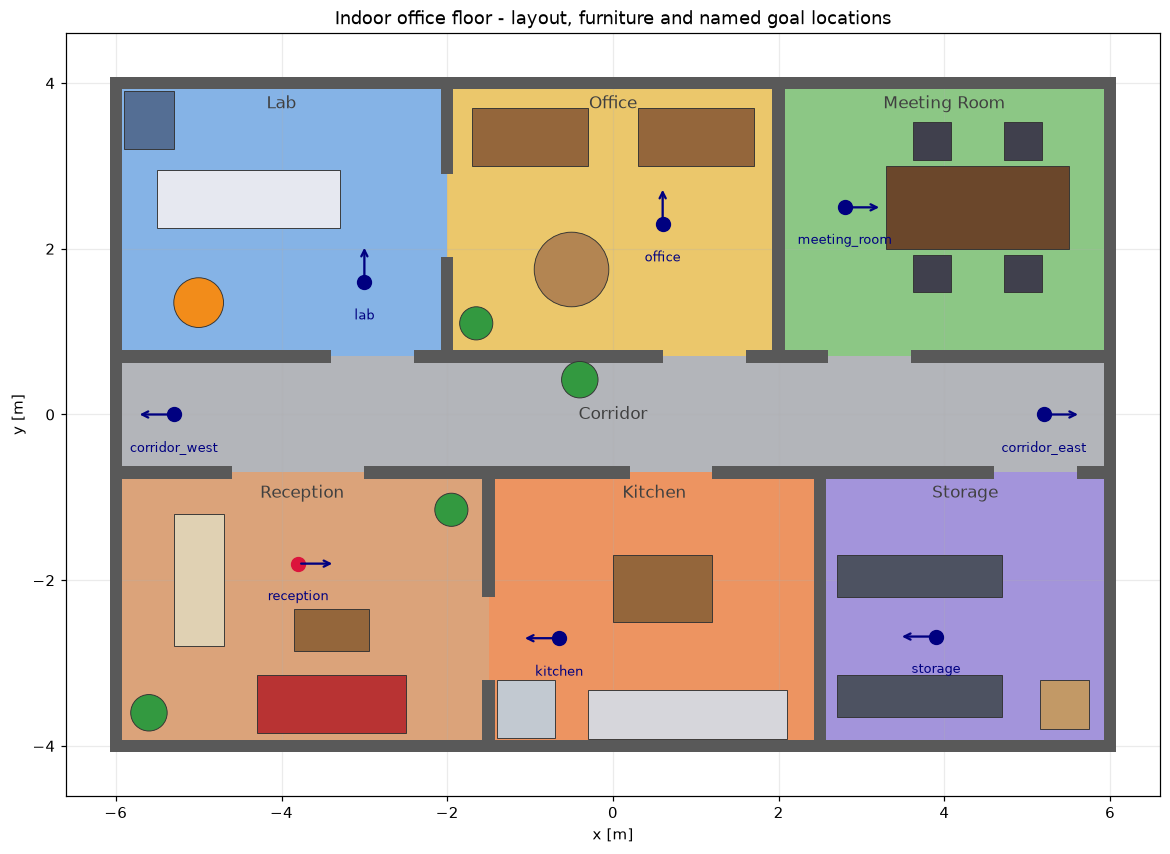 Indoor office floor - layout, furniture and named goal locations
Lab
Office
Meeting Room
meeting_room
office
lab
Corridor
corridor_west
corridor_east
Reception
Kitchen
Storage
reception
kitchen
storage
4
2
0
−2
−4
y [m]
−6
−4
−2
0
2
4
6
x [m]